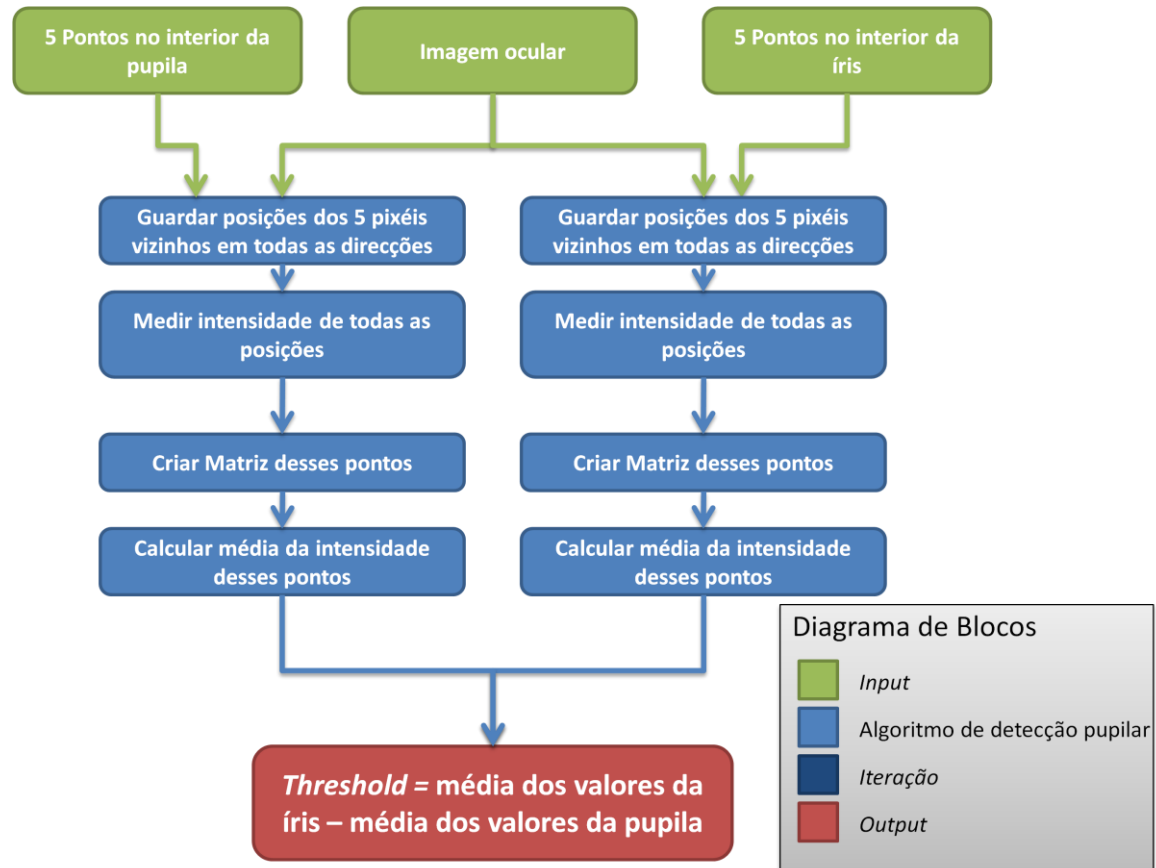 5 Pontos no interior da
pupila
Imagem ocular
5 Pontos no interior da
íris
Guardar posições dos 5 pixéis
vizinhos em todas as direcções
Guardar posições dos 5 pixéis
vizinhos em todas as direcções
Medir intensidade de todas as
posições
Medir intensidade de todas as
posições
Criar Matriz desses pontos
Criar Matriz desses pontos
Calcular média da intensidade
desses pontos
Calcular média da intensidade
desses pontos
Threshold = média dos valores da
íris – média dos valores da pupila
Diagrama de Blocos
Input
Algoritmo de detecção pupilar
Iteração
Output